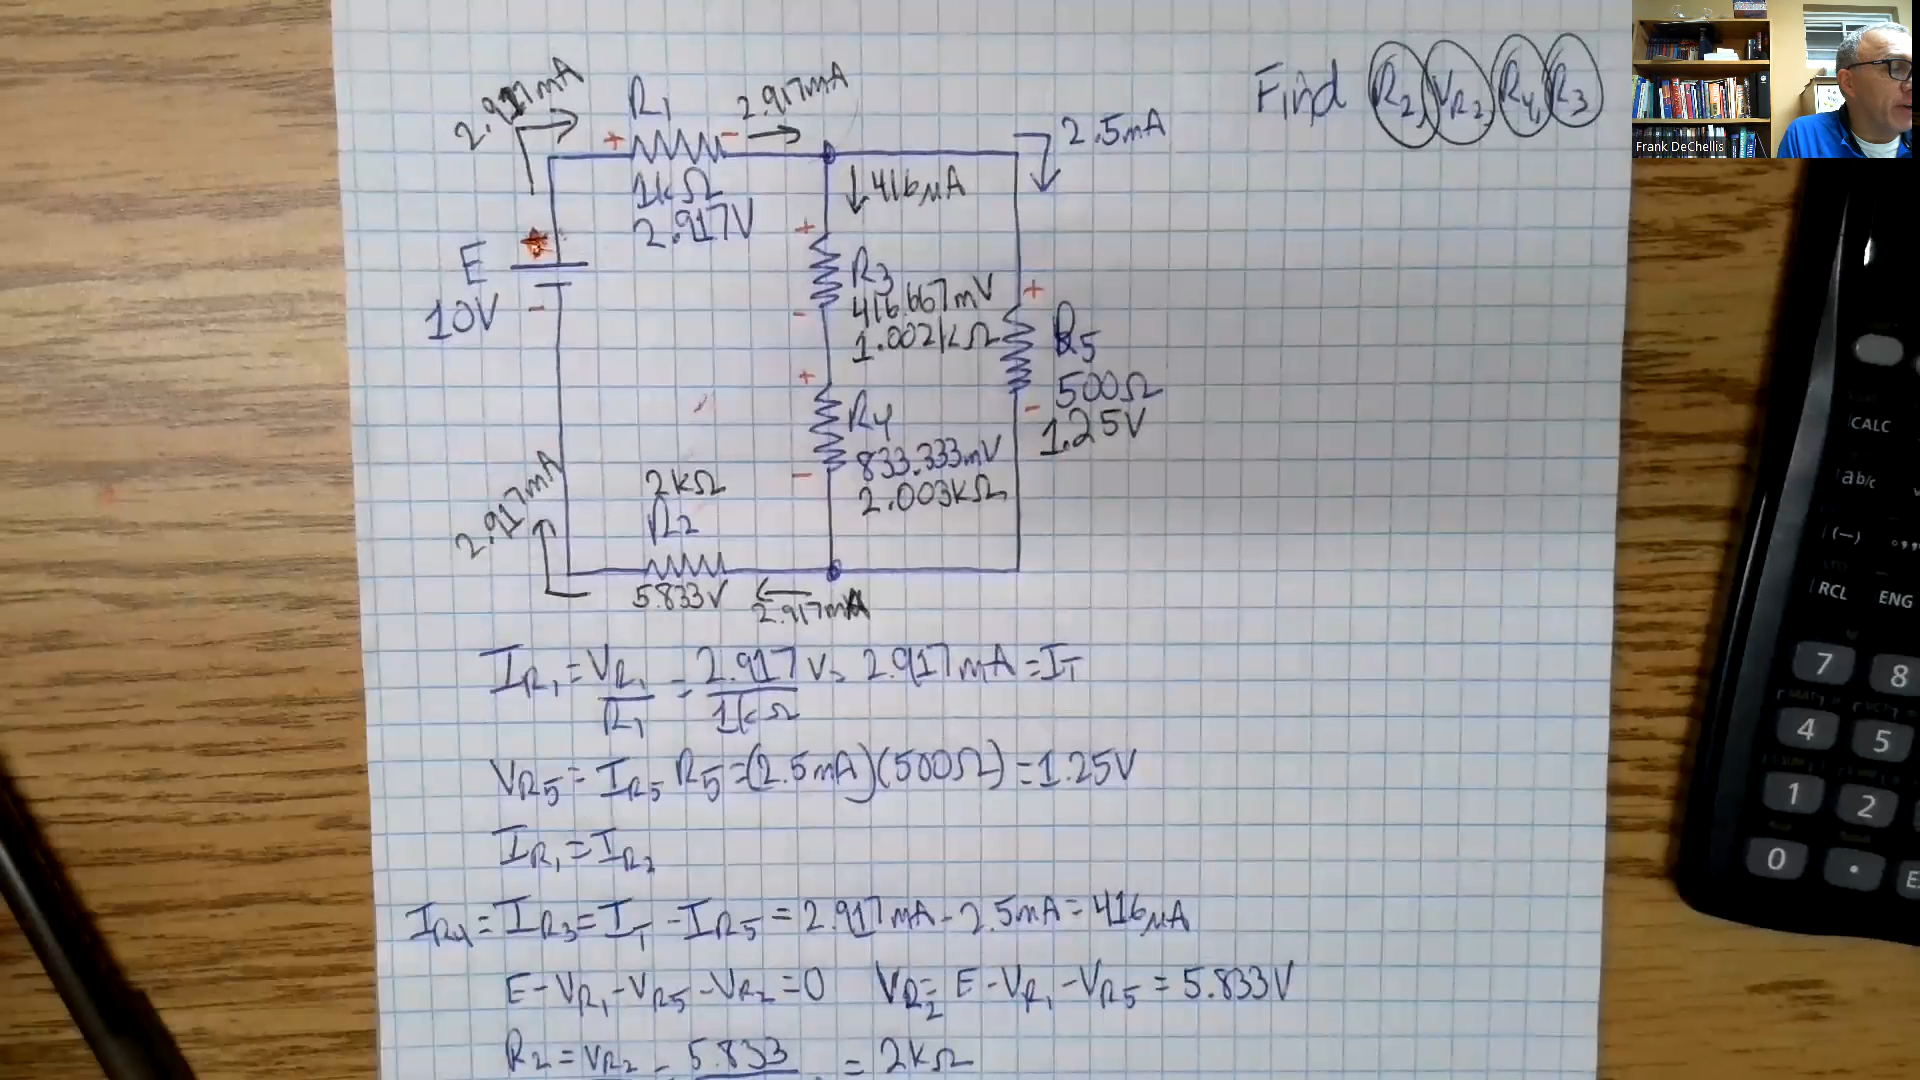 Find R2, VR2, R4, R3
Frank DeChellis
2.917mA
R1
2.917mA
2.5mA
+ -
1kΩ
2.917V
↓416μA
E
10V
-
+
R3
416.667mV
1.002kΩ
-
+
R5
500Ω
1.25V
-
+
R4
833.333mV
2.003kΩ
-
2.917mA
2kΩ
R2
5.833V
2.917mA
IR1 = VR1/R1 = 2.917V/1kΩ = 2.917mA = IT
VR5 = IR5 R5 = (2.5mA)(500Ω) = 1.25V
IR1 = IR2
IR4 = IR3 = IT - IR5 = 2.917mA - 2.5mA = 416μA
E - VR1 - VR5 - VR2 = 0 VR2 = E - VR1 - VR5 = 5.833V
R2 = VR2 = 5.833 = 2kΩ
CALC
ab/c
(-)
RCL ENG
7 8
4 5
1 2
0 .